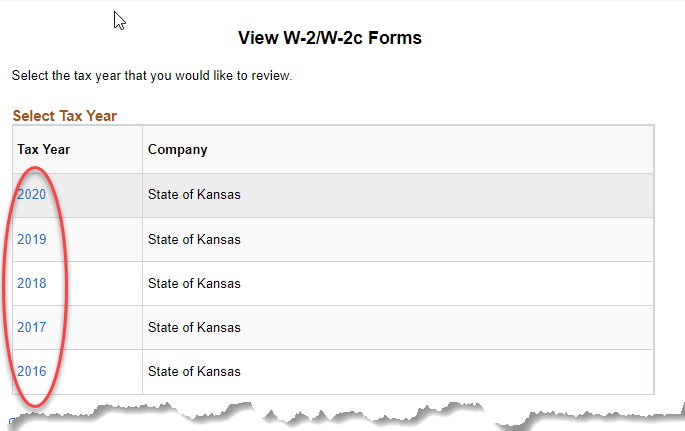 View W-2/W-2c Forms
Select the tax year that you would like to review.
Select Tax Year
Tax Year Company
2020 State of Kansas
2019 State of Kansas
2018 State of Kansas
2017 State of Kansas
2016 State of Kansas